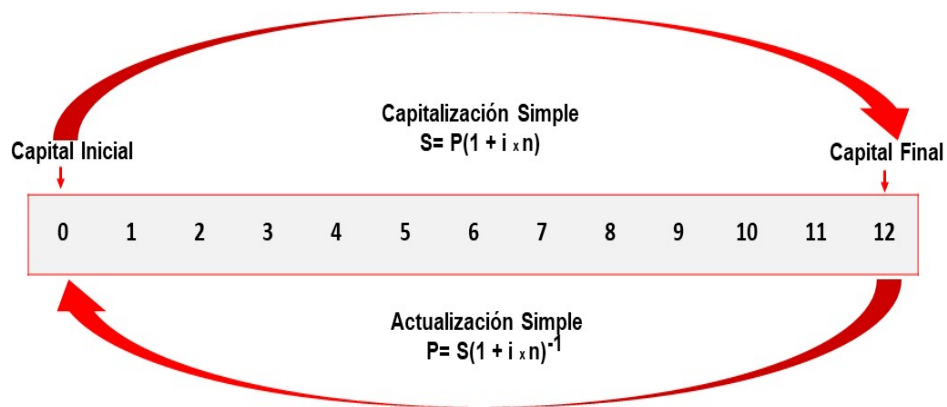 Capitalización Simple
S= P(1 + i x n)
Capital Inicial
Capital Final
0 1 2 3 4 5 6 7 8 9 10 11 12
Actualización Simple
P= S(1 + i x n)-1